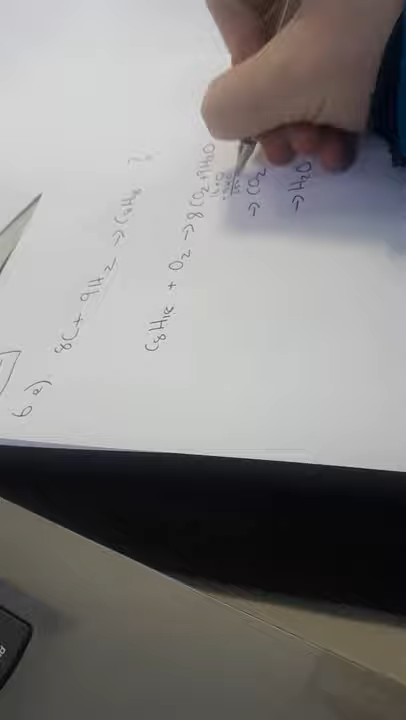 6 a). 8C + 9H2 → C8H18 ?
C8H18 + O2 → 8CO2 + 9H2O
→ CO2
→ H2O